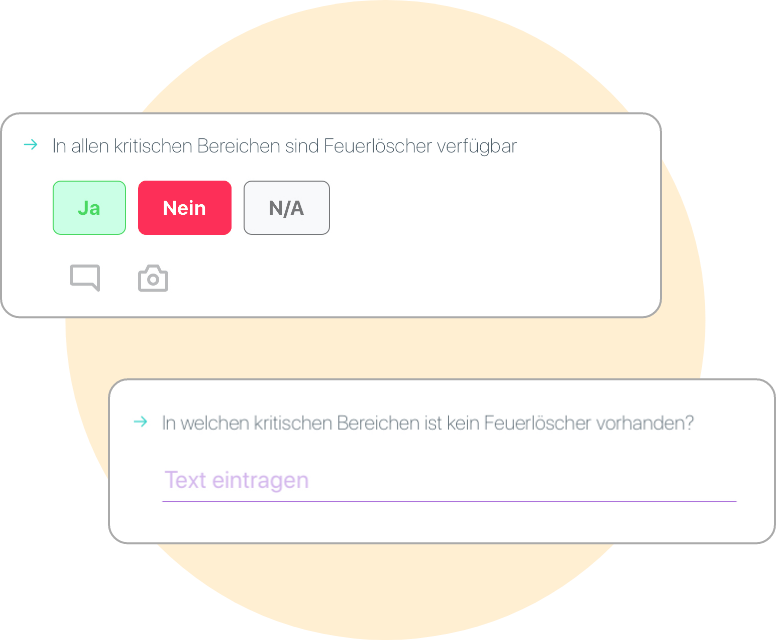 In allen kritischen Bereichen sind Feuerlöscher verfügbar
Ja Nein N/A
In welchen kritischen Bereichen ist kein Feuerlöscher vorhanden?
Text eintragen